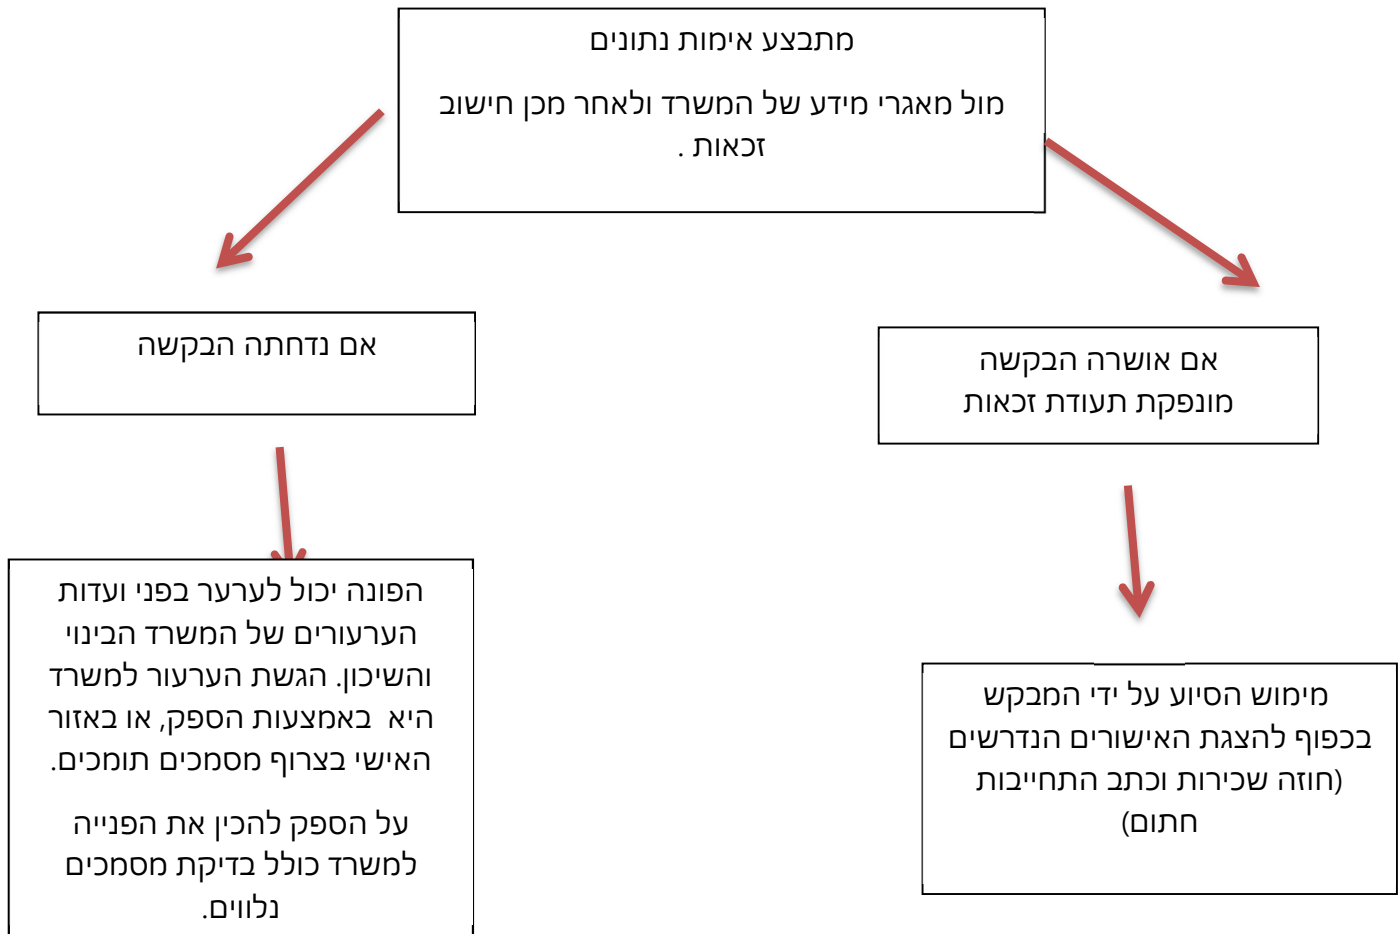 מתבצע אימות נתונים
מול מאגרי מידע של המשרד ולאחר מכן חישוב
זכאות .
אם אושרה הבקשה
מונפקת תעודת זכאות
אם נדחתה הבקשה
מימוש הסיוע על ידי המבקש
בכפוף להצגת האישורים הנדרשים
(חוזה שכירות וכתב התחייבות
חתום)
הפונה יכול לערער בפני ועדות
הערעורים של המשרד הבינוי
והשיכון. הגשת הערעור למשרד
היא באמצעות הספק, או באזור
האישי בצרוף מסמכים תומכים.
על הספק להכין את הפנייה
למשרד כולל בדיקת מסמכים
נלווים.